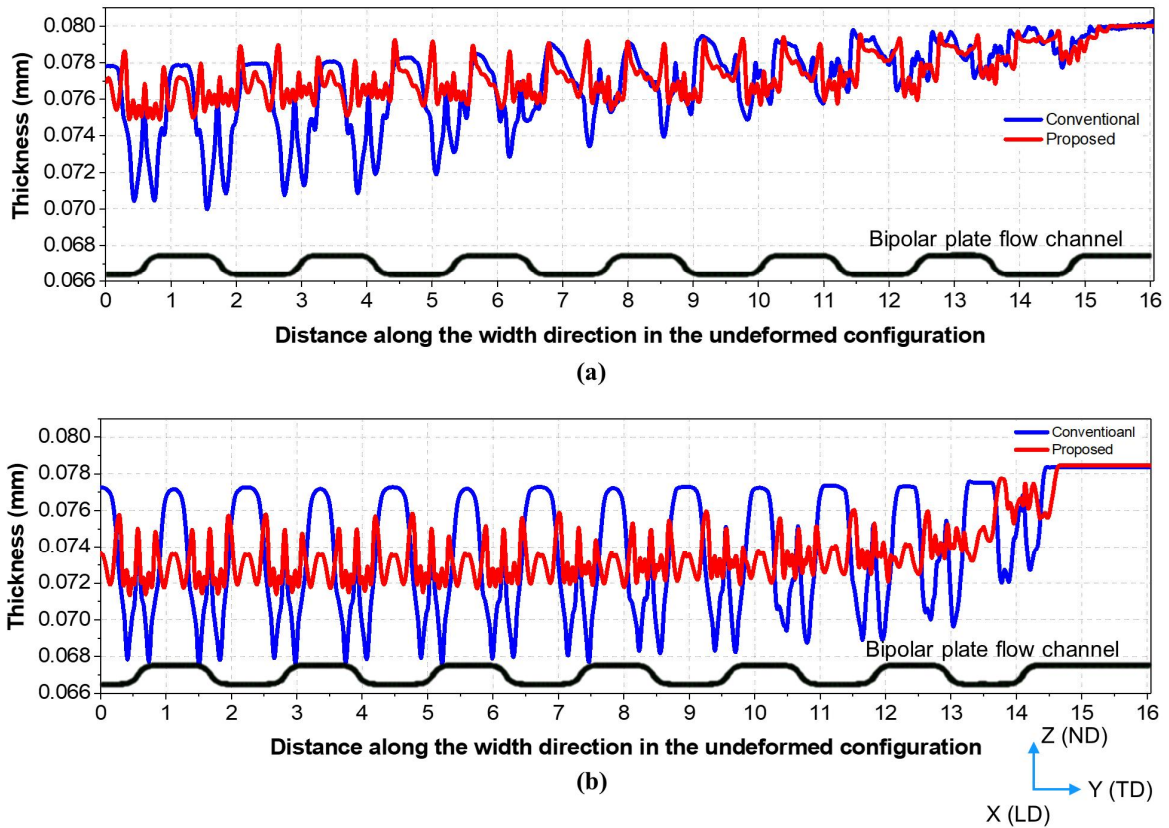 0.080
0.078
0.076
0.074
0.072
0.070
0.068
0.066
Thickness (mm)
Conventional
Proposed
Bipolar plate flow channel
0 1 2 3 4 5 6 7 8 9 10 11 12 13 14 15 16
Distance along the width direction in the undeformed configuration
(a)
0.080
0.078
0.076
0.074
0.072
0.070
0.068
0.066
Thickness (mm)
Conventioanl
Proposed
Bipolar plate flow channel
0 1 2 3 4 5 6 7 8 9 10 11 12 13 14 15 16
Distance along the width direction in the undeformed configuration
(b)
Z (ND)
Y (TD)
X (LD)